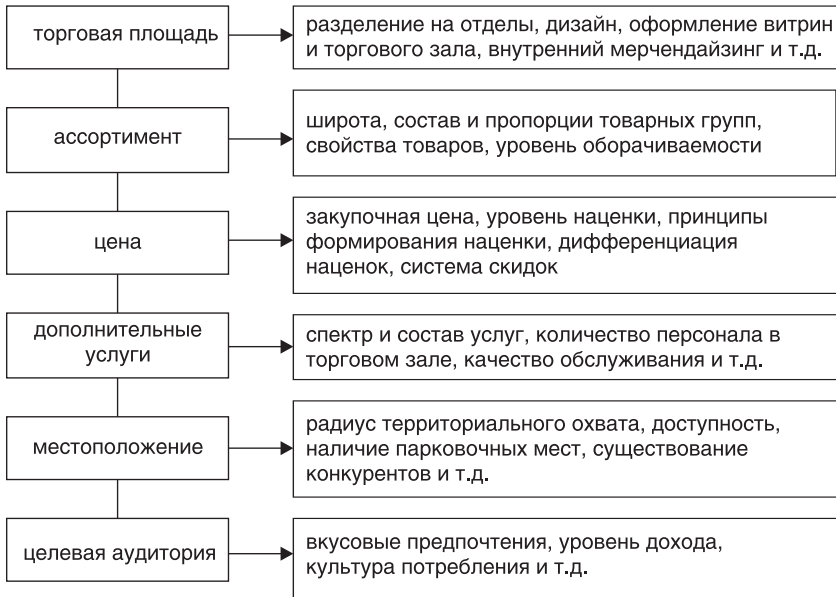 торговая площадь
разделение на отделы, дизайн, оформление витрин
и торгового зала, внутренний мерчендайзинг и т.д.
ассортимент
широта, состав и пропорции товарных групп,
свойства товаров, уровень оборачиваемости
цена
закупочная цена, уровень наценки, принципы
формирования наценки, дифференциация
наценок, система скидок
дополнительные
услуги
спектр и состав услуг, количество персонала в
торговом зале, качество обслуживания и т.д.
местоположение
радиус территориального охвата, доступность,
наличие парковочных мест, существование
конкурентов и т.д.
целевая аудитория
вкусовые предпочтения, уровень дохода,
культура потребления и т.д.